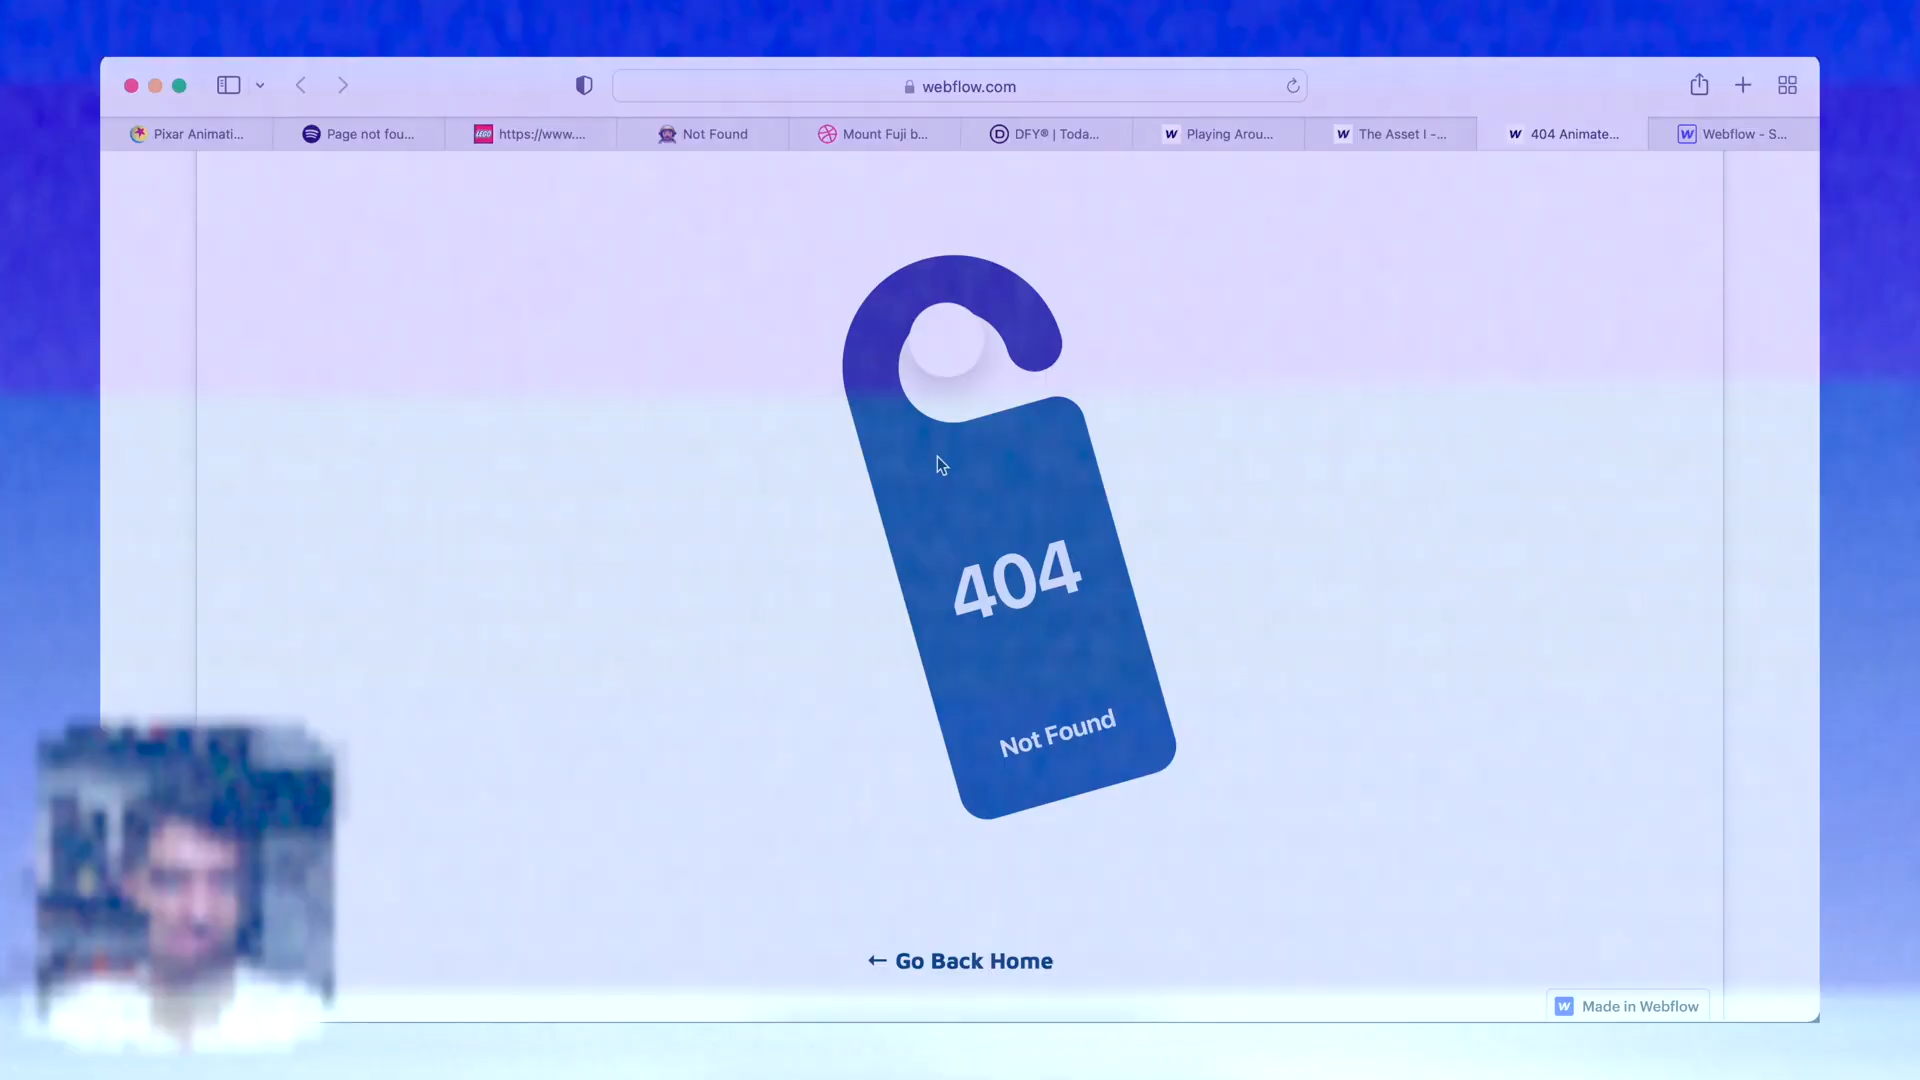 webflow.com
Pixar Animati...
Page not fou...
LEGO
https://www....
Not Found
Mount Fuji b...
D
DFY® | Toda...
W
Playing Arou...
W
The Asset I -...
W
404 Animate...
W
Webflow - S...
404
Not Found
← Go Back Home
W
Made in Webflow